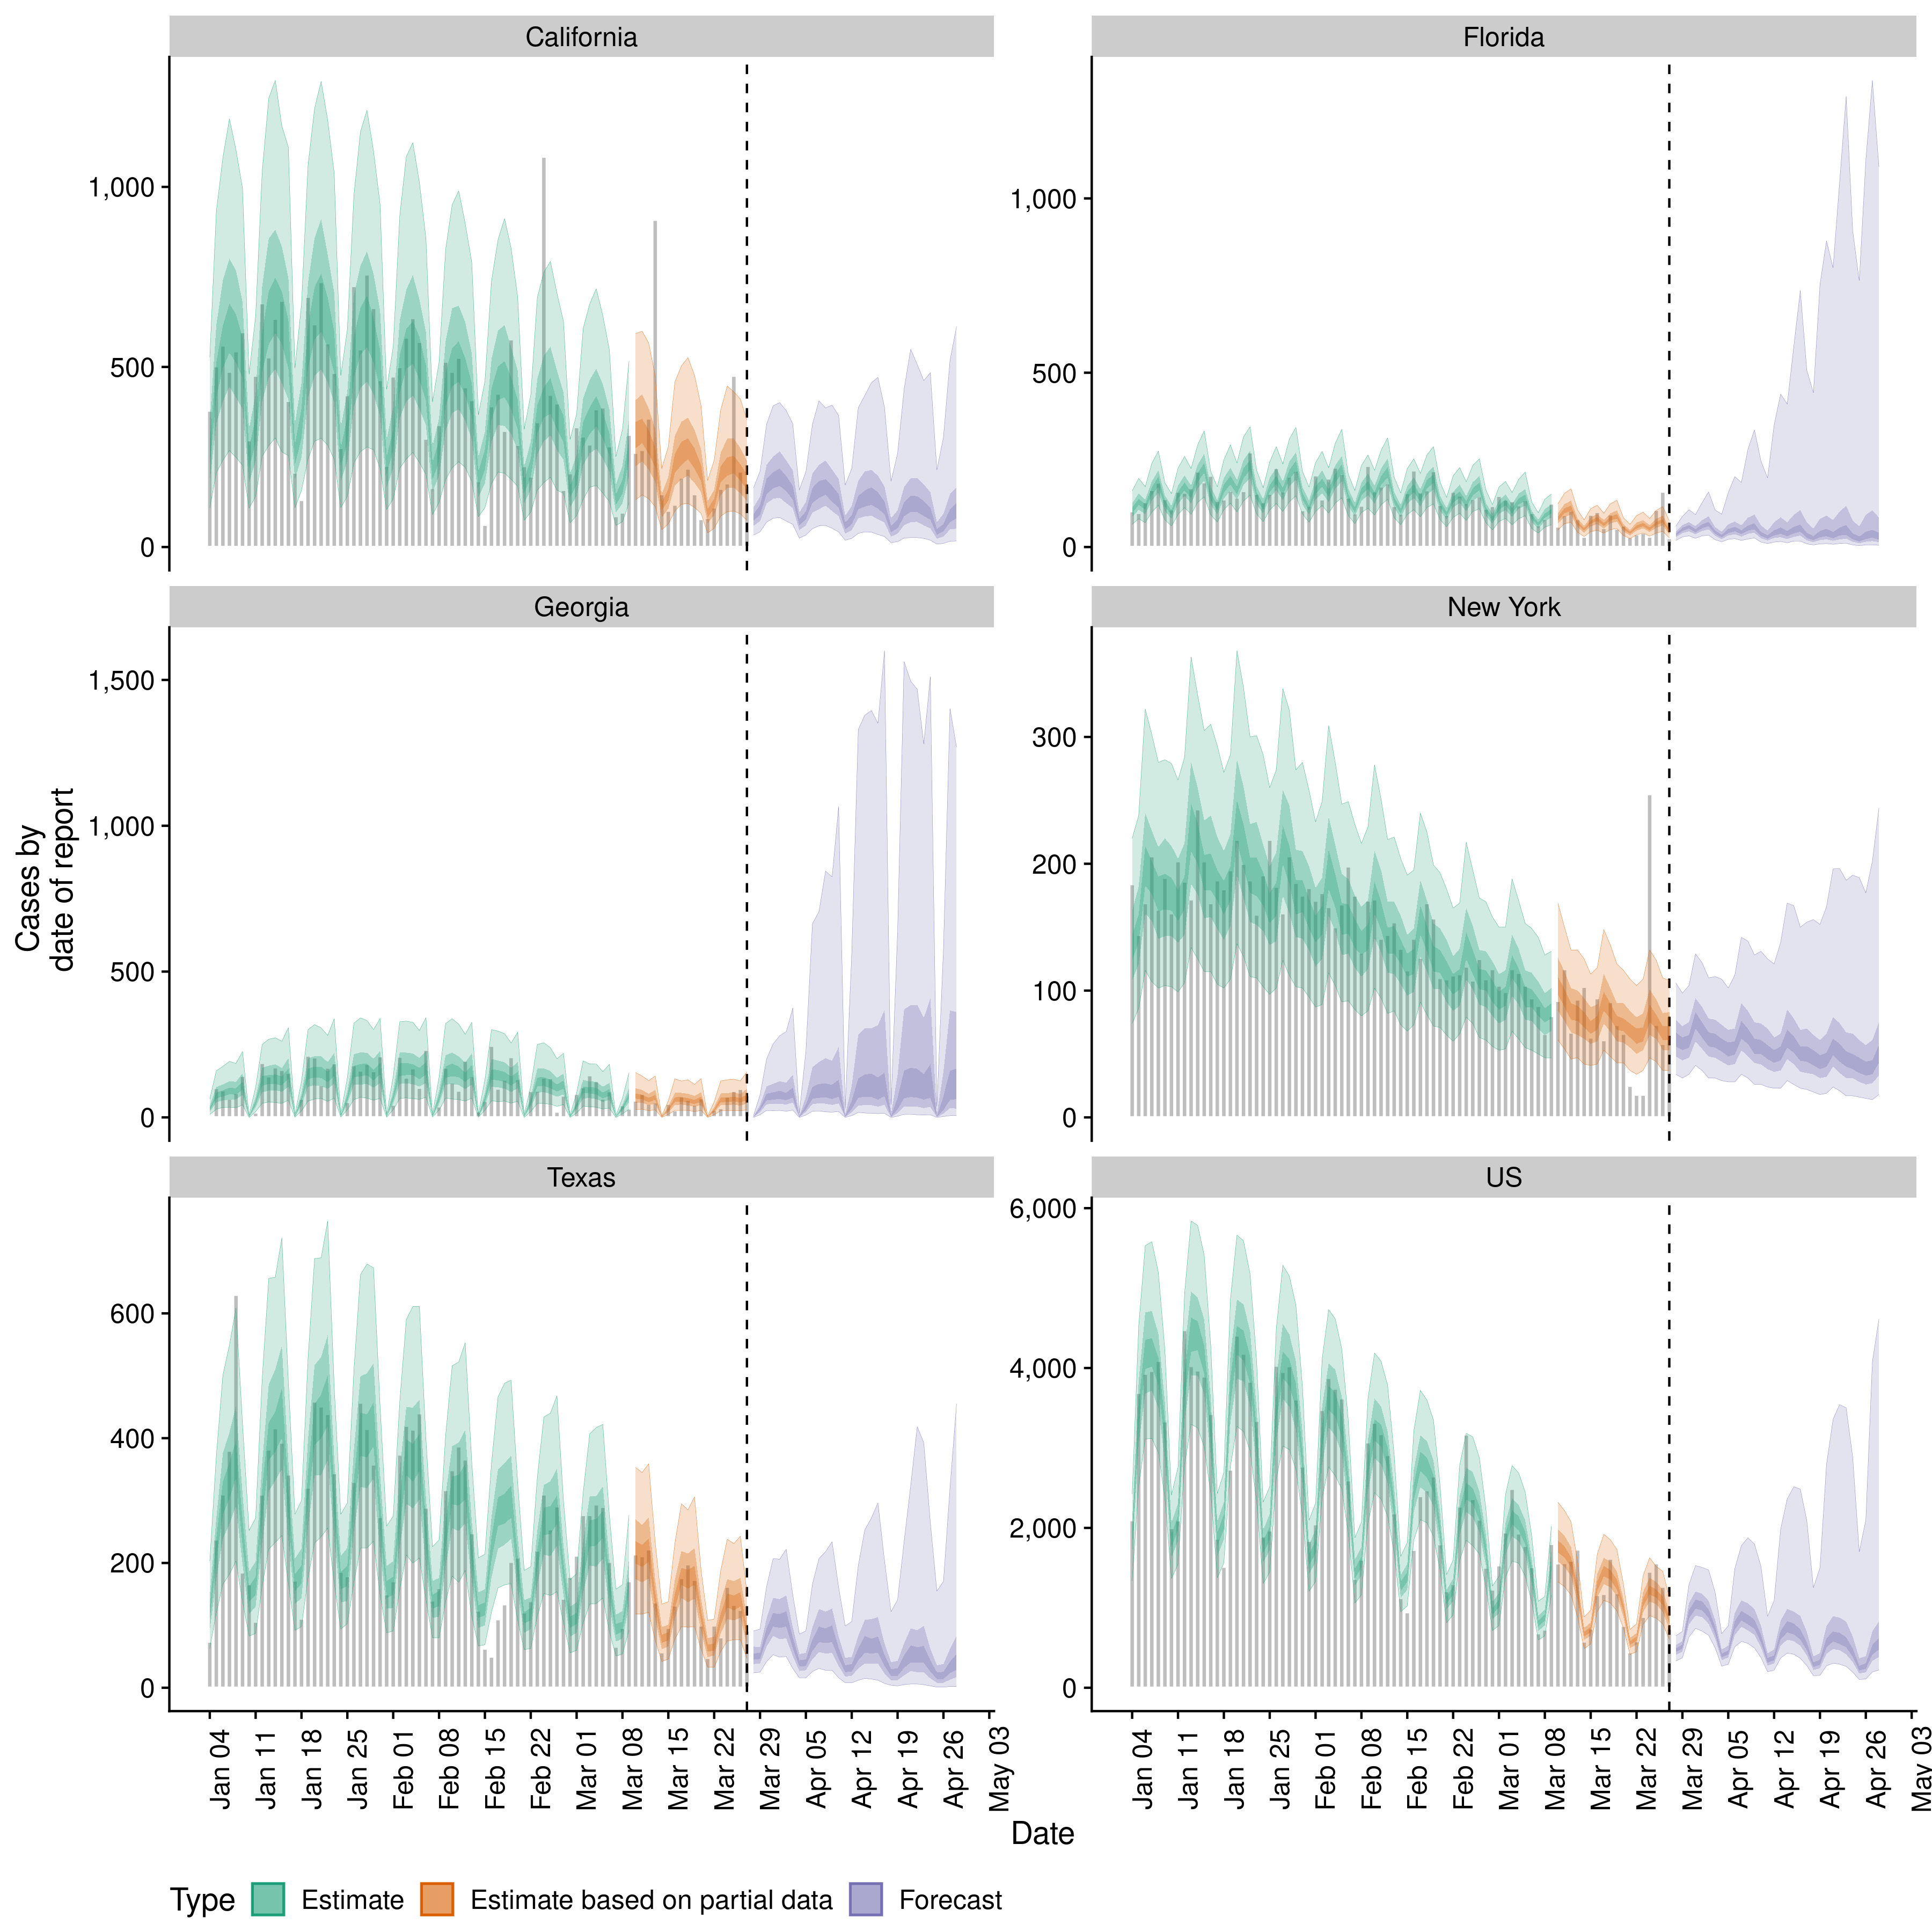 California
Florida
1,000
500
0
1,000
500
0
Georgia
New York
1,500
1,000
500
0
300
200
100
0
Cases by
date of report
Texas
US
600
400
200
0
6,000
4,000
2,000
0
Jan 04
Jan 11
Jan 18
Jan 25
Feb 01
Feb 08
Feb 15
Feb 22
Mar 01
Mar 08
Mar 15
Mar 22
Mar 29
Apr 05
Apr 12
Apr 19
Apr 26
May 03
Jan 04
Jan 11
Jan 18
Jan 25
Feb 01
Feb 08
Feb 15
Feb 22
Mar 01
Mar 08
Mar 15
Mar 22
Mar 29
Apr 05
Apr 12
Apr 19
Apr 26
May 03
Date
Type Estimate Estimate based on partial data Forecast